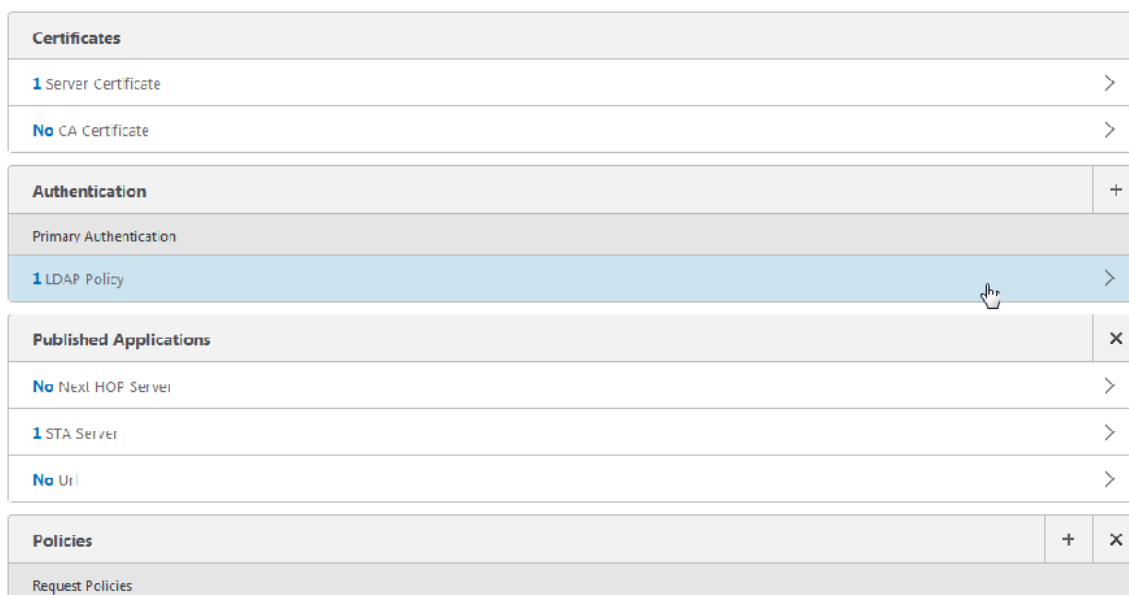 Certificates
1 Server Certificate
No CA Certificate
Authentication
Primary Authentication
1 LDAP Policy
Published Applications
No Next HOP Server
1 STA Server
No Url
Policies
Request Policies